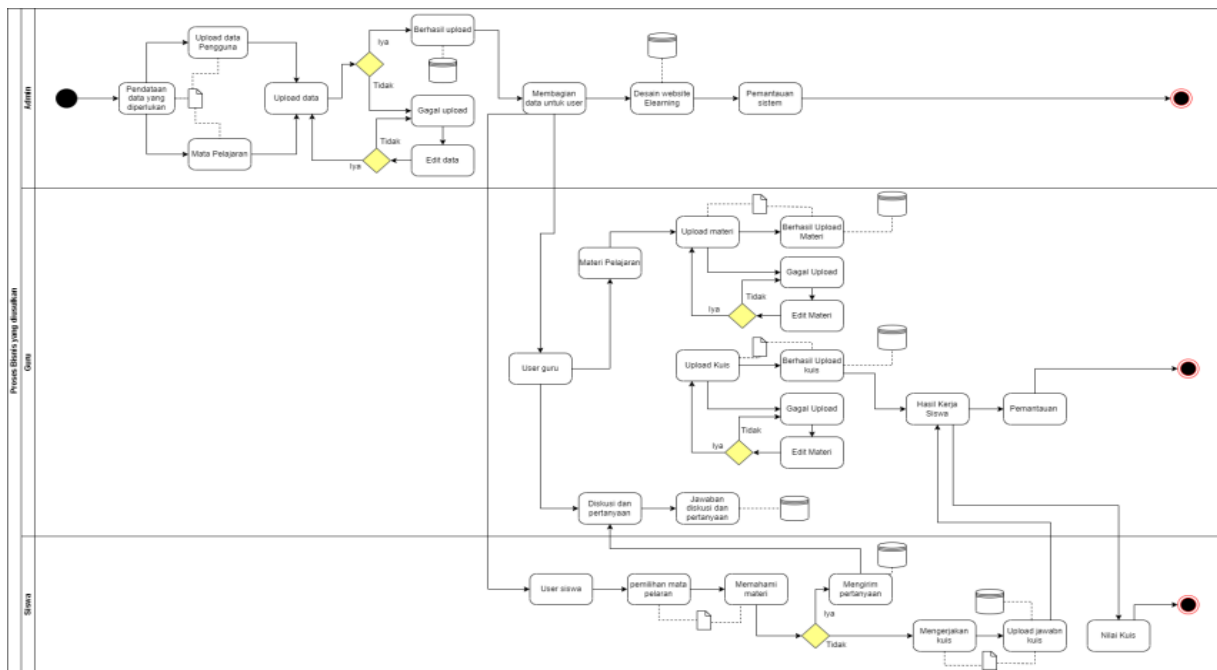 Proses Bisnis yang diusulkan
Admin
Upload data
Pengguna
Pendataan
data yang
diperlukan
Mata Pelajaran
Upload data
Iya
Tidak
Berhasil upload
Gagal upload
Tidak
Iya
Edit data
Membagian
data untuk user
Desain website
Elearning
Pemantauan
sistem
Guru
User guru
Materi Pelajaran
Upload materi
Berhasil Upload
Materi
Gagal Upload
Tidak
Iya
Edit Materi
Upload Kuis
Berhasil Upload
kuis
Gagal Upload
Tidak
Iya
Edit Materi
Hasil Kerja
Siswa
Pemantauan
Diskusi dan
pertanyaan
Jawaban
diskusi dan
pertanyaan
Siswa
User siswa
pemilihan mata
pelaran
Memahami
materi
Iya
Tidak
Mengirim
pertanyaan
Mengerjakan
kuis
Upload jawabn
kuis
Nilai Kuis